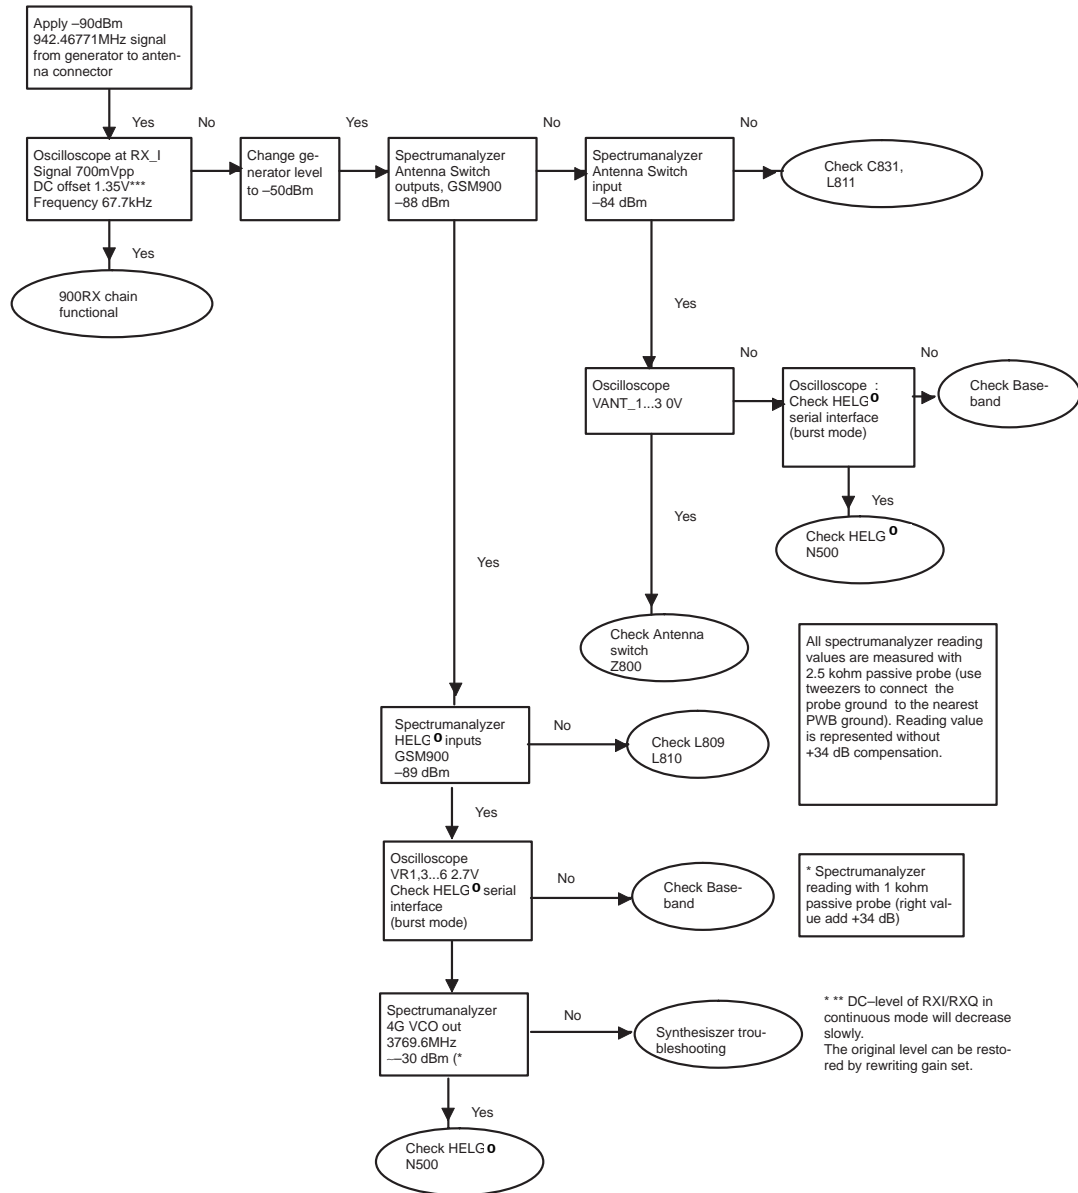 Apply –90dBm
942.46771MHz signal
from generator to anten-
na connector
Yes
No
Yes
No
No
Oscilloscope at RX_I
Signal 700mVpp
DC offset 1.35V***
Frequency 67.7kHz
Change ge-
nerator level
to –50dBm
Spectrumanalyzer
Antenna Switch
outputs, GSM900
–88 dBm
Spectrumanalyzer
Antenna Switch
input
–84 dBm
Check C831,
L811
Yes
900RX chain
functional
Yes
No
No
Oscilloscope
VANT_1...3 0V
Oscilloscope :
Check HELGO
serial interface
(burst mode)
Check Base-
band
Yes
Yes
Check HELGO
N500
Yes
Check Antenna
switch
Z800
All spectrumanalyzer reading
values are measured with
2.5 kohm passive probe (use
tweezers to connect the
probe ground to the nearest
PWB ground). Reading value
is represented without
+34 dB compensation.
Spectrumanalyzer
HELGO inputs
GSM900
–89 dBm
No
Check L809
L810
Yes
Oscilloscope
VR1,3...6 2.7V
Check HELGO serial
interface
(burst mode)
No
Check Base-
band
* Spectrumanalyzer
reading with 1 kohm
passive probe (right val-
ue add +34 dB)
Spectrumanalyzer
4G VCO out
3769.6MHz
–-–30 dBm (*
No
Synthesiszer trou-
bleshooting
* ** DC–level of RXI/RXQ in
continuous mode will decrease
slowly.
The original level can be resto-
red by rewriting gain set.
Yes
Check HELGO
N500